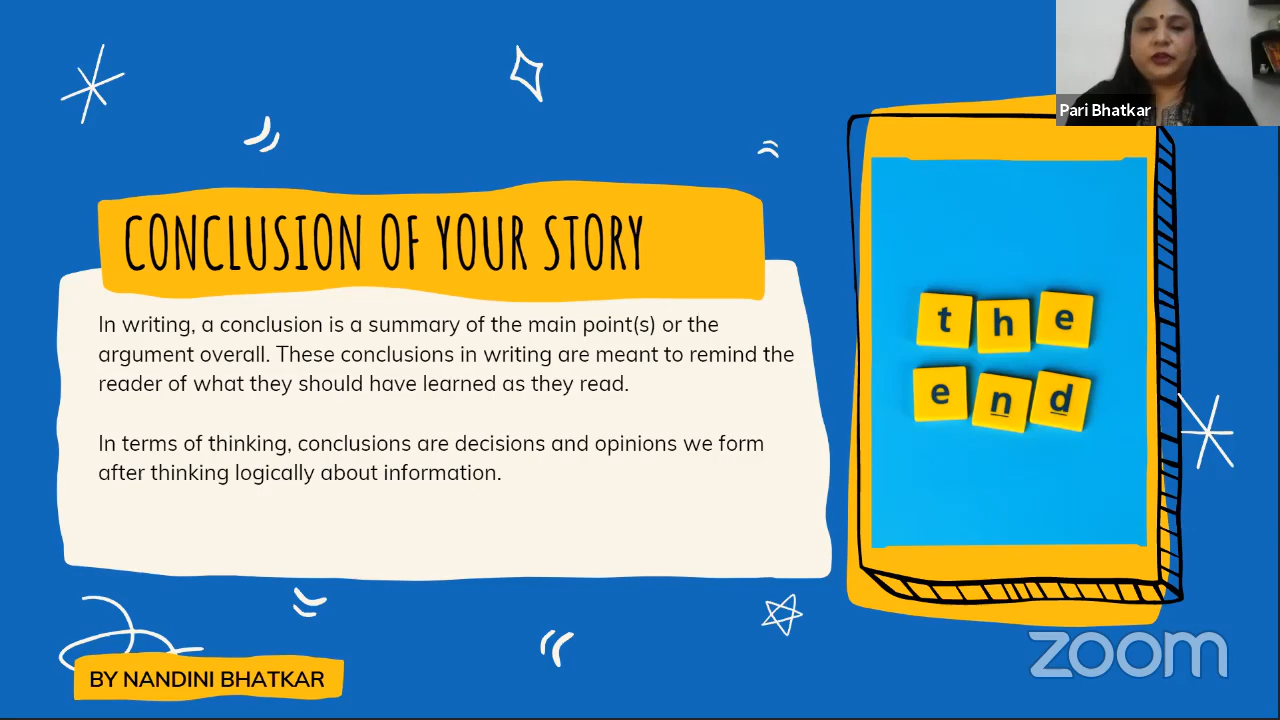 Pari Bhatkar
CONCLUSION OF YOUR STORY
In writing, a conclusion is a summary of the main point(s) or the
argument overall. These conclusions in writing are meant to remind the
reader of what they should have learned as they read.
In terms of thinking, conclusions are decisions and opinions we form
after thinking logically about information.
the
end
BY NANDINI BHATKAR
zoom